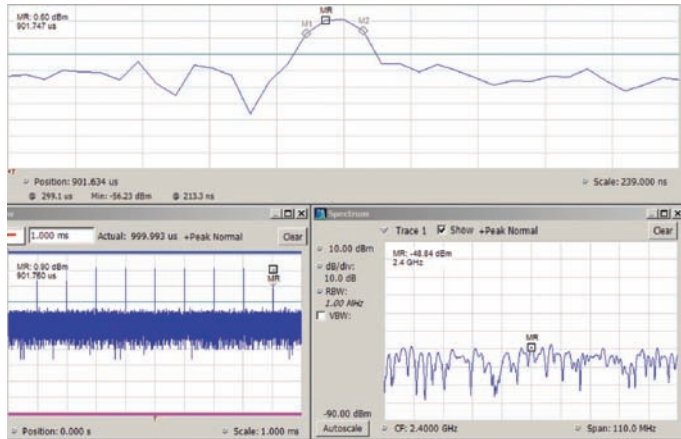 MR: 0.60 dBm
901.747 us
M1
MR
M2
Position: 901.634 us
Scale: 239.000 ns
299.1 us Min: -56.23 dBm 213.3 ns
1.000 ms Actual: 999.993 us +Peak Normal Clear
MR: 0.90 dBm
901.760 us
MR
Position: 0.000 s Scale: 1.000 ms
Spectrum
Trace 1 Show +Peak Normal Clear
10.00 dBm
dB/div:
10.0 dB
RBW:
1.00 MHz
VBW:
-90.00 dBm
Autoscale
MR: -48.84 dBm
2.4 GHz
MR
CF: 2.4000 GHz Span: 110.0 MHz